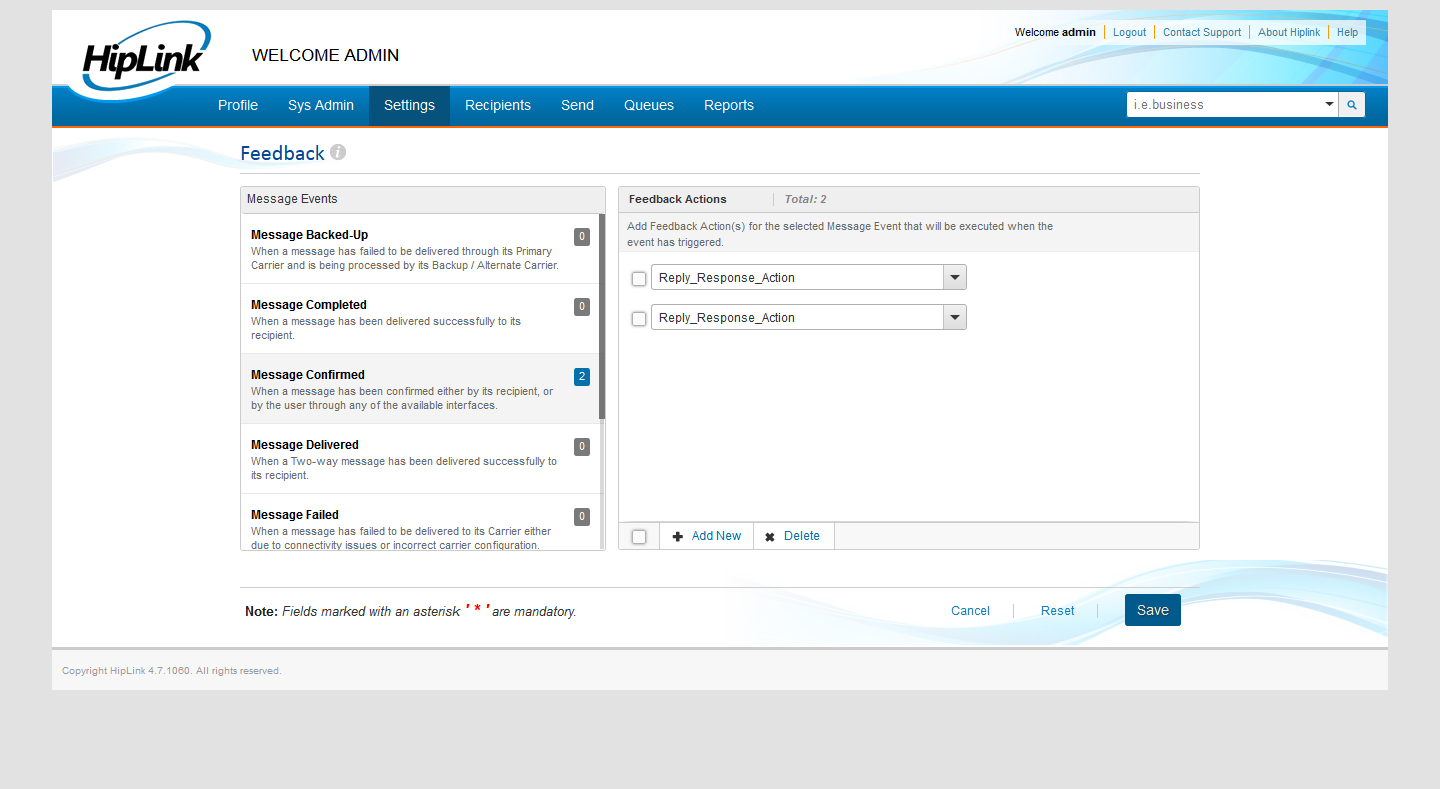 HipLink
WELCOME ADMIN
Welcome admin Logout Contact Support About Hiplink Help
Profile Sys Admin Settings Recipients Send Queues Reports
i.e.business
Feedback i
Message Events
Message Backed-Up 0
When a message has failed to be delivered through its Primary
Carrier and is being processed by its Backup / Alternate Carrier.
Message Completed 0
When a message has been delivered successfully to its
recipient.
Message Confirmed 2
When a message has been confirmed either by its recipient, or
by the user through any of the available interfaces.
Message Delivered 0
When a Two-way message has been delivered successfully to
its recipient.
Message Failed 0
When a message has failed to be delivered to its Carrier either
due to connectivity issues or incorrect carrier configuration.
Feedback Actions Total: 2
Add Feedback Action(s) for the selected Message Event that will be executed when the
event has triggered.
Reply_Response_Action
Reply_Response_Action
Add New Delete
Note: Fields marked with an asterisk ' * ' are mandatory.
Cancel Reset Save
Copyright HipLink 4.7.1060. All rights reserved.